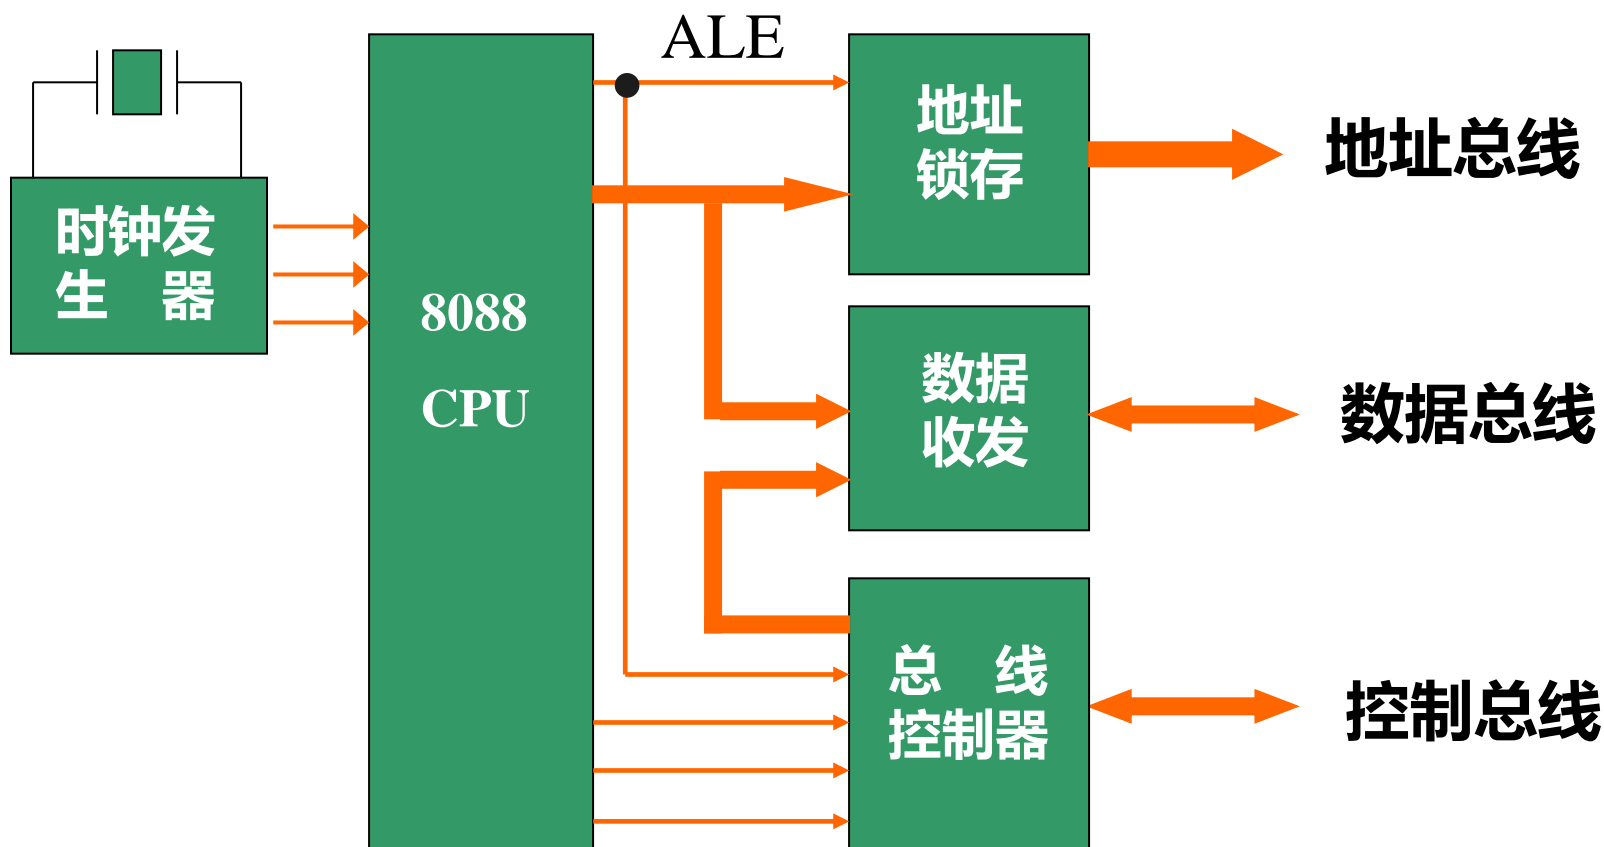 ALE
地址
锁存
地址总线
时钟发
生 器
8088
CPU
数据
收发
数据总线
总 线
控制器
控制总线